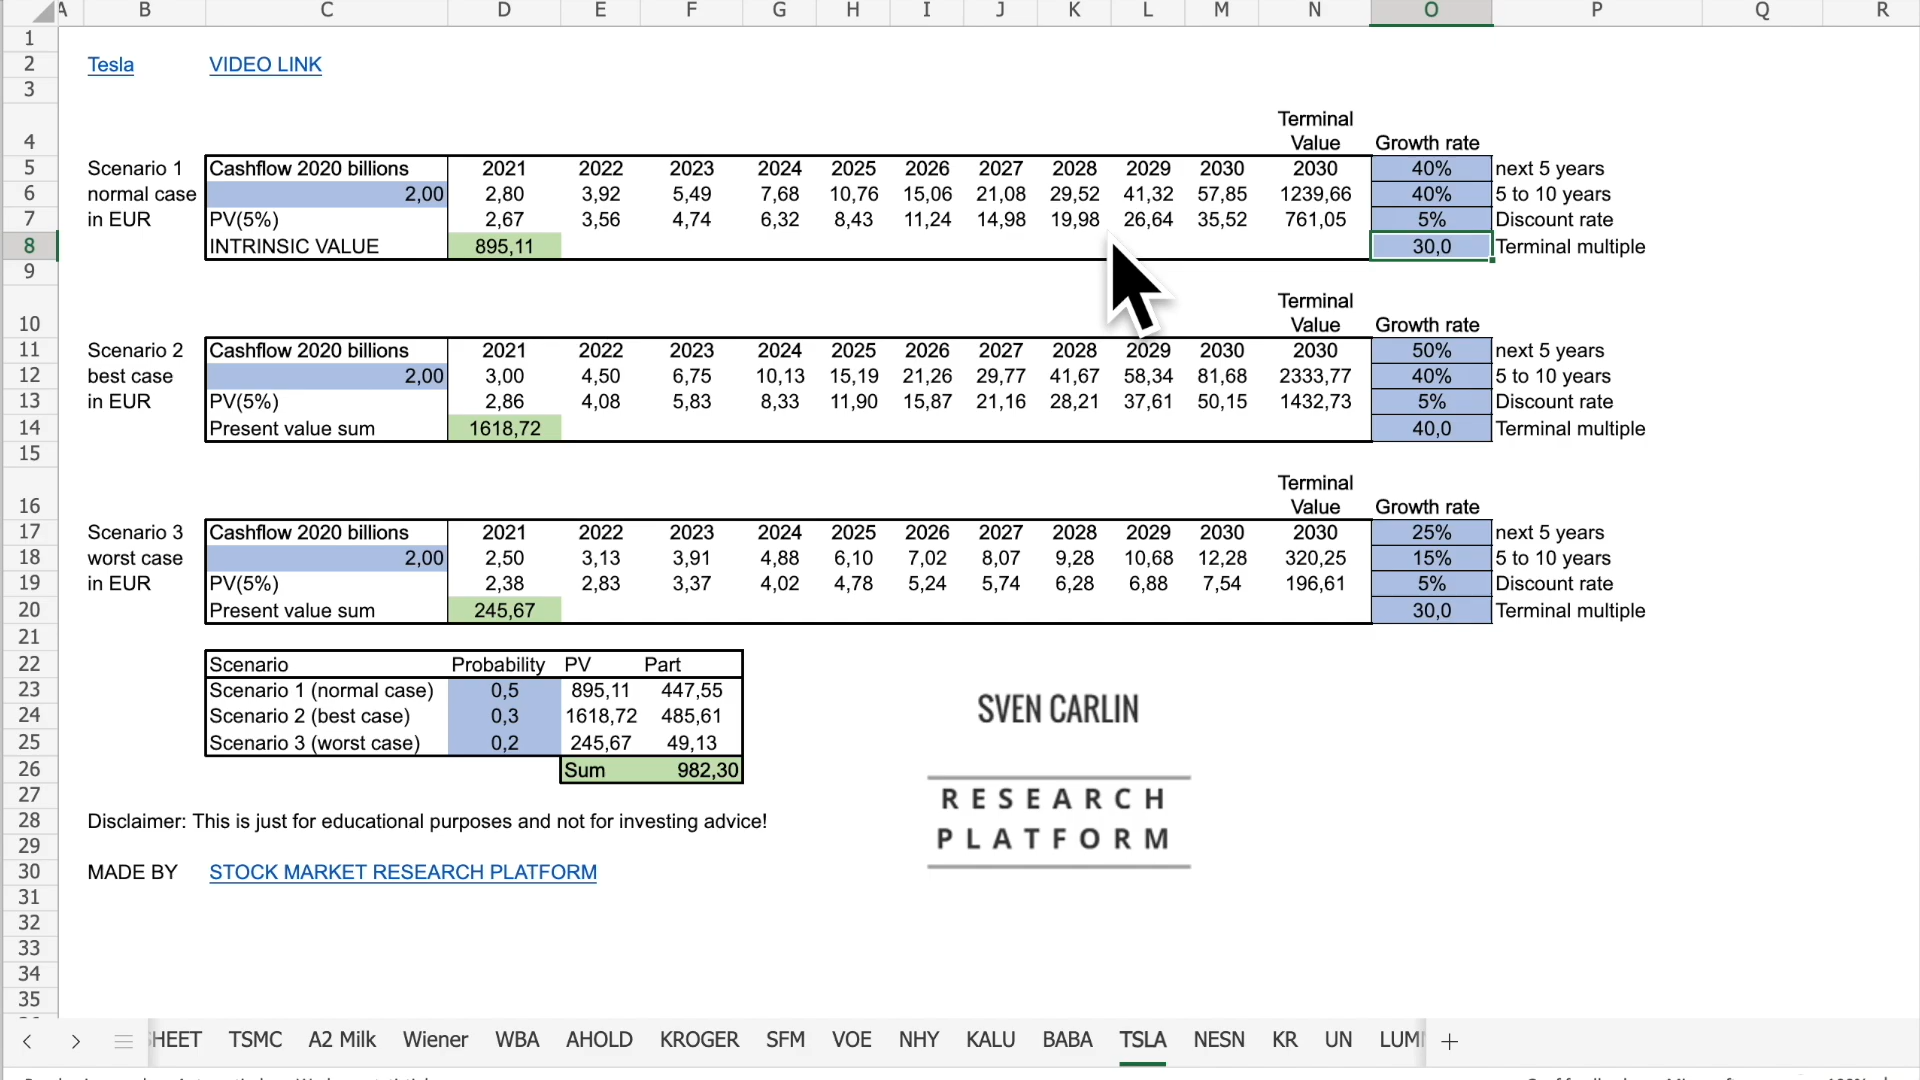 A B C D E F G H I J K L M N O P Q R
1
2 Tesla VIDEO LINK
3
Terminal
4 Value Growth rate
5 Scenario 1 Cashflow 2020 billions 2021 2022 2023 2024 2025 2026 2027 2028 2029 2030 2030 40% next 5 years
6 normal case 2,00 2,80 3,92 5,49 7,68 10,76 15,06 21,08 29,52 41,32 57,85 1239,66 40% 5 to 10 years
7 in EUR PV(5%) 2,67 3,56 4,74 6,32 8,43 11,24 14,98 19,98 26,64 35,52 761,05 5% Discount rate
8 INTRINSIC VALUE 895,11 30,0 Terminal multiple
9
Terminal
10 Value Growth rate
11 Scenario 2 Cashflow 2020 billions 2021 2022 2023 2024 2025 2026 2027 2028 2029 2030 2030 50% next 5 years
12 best case 2,00 3,00 4,50 6,75 10,13 15,19 21,26 29,77 41,67 58,34 81,68 2333,77 40% 5 to 10 years
13 in EUR PV(5%) 2,86 4,08 5,83 8,33 11,90 15,87 21,16 28,21 37,61 50,15 1432,73 5% Discount rate
14 Present value sum 1618,72 40,0 Terminal multiple
15
Terminal
16 Value Growth rate
17 Scenario 3 Cashflow 2020 billions 2021 2022 2023 2024 2025 2026 2027 2028 2029 2030 2030 25% next 5 years
18 worst case 2,00 2,50 3,13 3,91 4,88 6,10 7,02 8,07 9,28 10,68 12,28 320,25 15% 5 to 10 years
19 in EUR PV(5%) 2,38 2,83 3,37 4,02 4,78 5,24 5,74 6,28 6,88 7,54 196,61 5% Discount rate
20 Present value sum 245,67 30,0 Terminal multiple
21
22 Scenario Probability PV Part
23 Scenario 1 (normal case) 0,5 895,11 447,55
24 Scenario 2 (best case) 0,3 1618,72 485,61
25 Scenario 3 (worst case) 0,2 245,67 49,13
26 Sum 982,30
SVEN CARLIN
RESEARCH
PLATFORM
27
28 Disclaimer: This is just for educational purposes and not for investing advice!
29
30 MADE BY STOCK MARKET RESEARCH PLATFORM
31
32
33
34
35
HEET TSMC A2 Milk Wiener WBA AHOLD KROGER SFM VOE NHY KALU BABA TSLA NESN KR UN LUM +